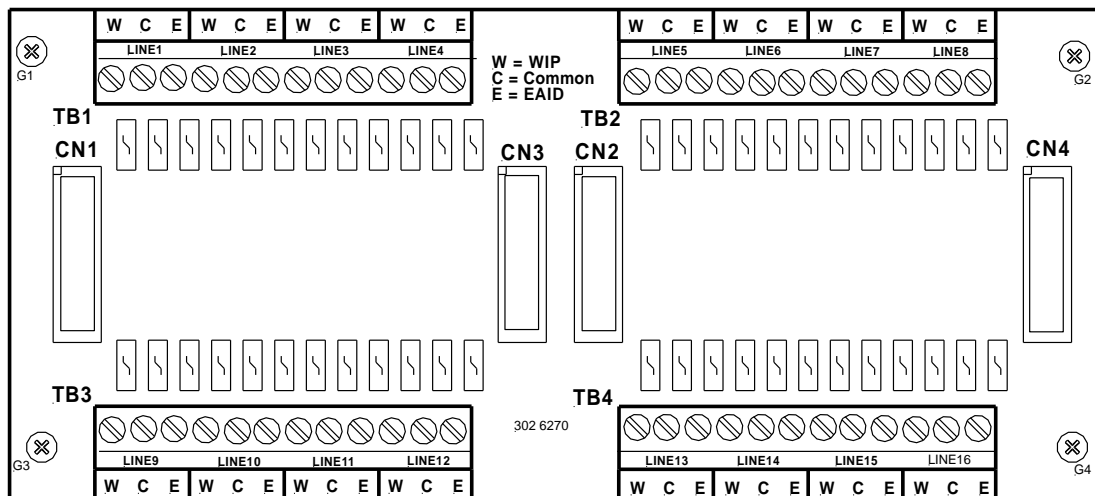 W C E W C E W C E W C E W C E W C E W C E W C E
LINE1 LINE2 LINE3 LINE4 LINE5 LINE6 LINE7 LINE8
G1
W = WIP
C = Common
E = EAID
G2
TB1
TB2
CN1
CN3
CN2
CN4
TB3
TB4
302 6270
G3
LINE9 LINE10 LINE11 LINE12 LINE13 LINE14 LINE15 LINE16
G4
W C E W C E W C E W C E W C E W C E W C E W C E